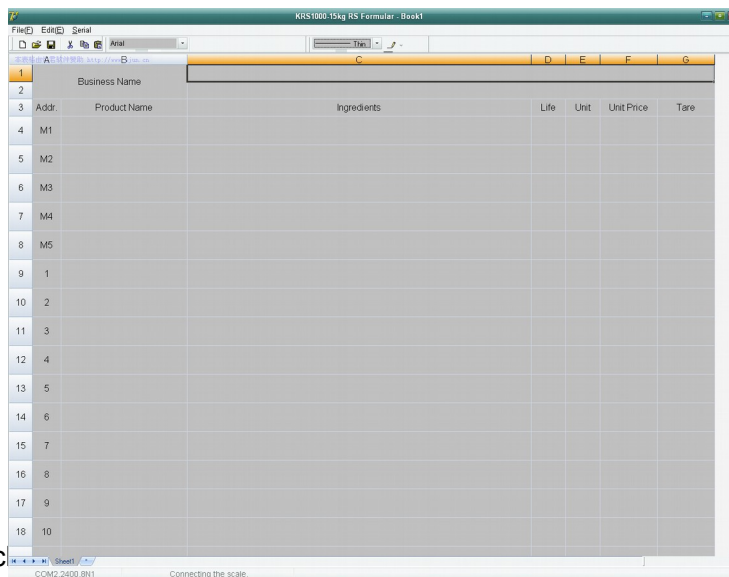 KRS1000-15kg RS Formular - Book1
File(F) Edit(E) Serial
Arial Thin
A B C D E F G
1 Business Name
2
3 Addr. Product Name Ingredients Life Unit Unit Price Tare
4 M1
5 M2
6 M3
7 M4
8 M5
9 1
10 2
11 3
12 4
13 5
14 6
15 7
16 8
17 9
18 10
C
Sheet1
COM2,2400,8N1 Connecting the scale.